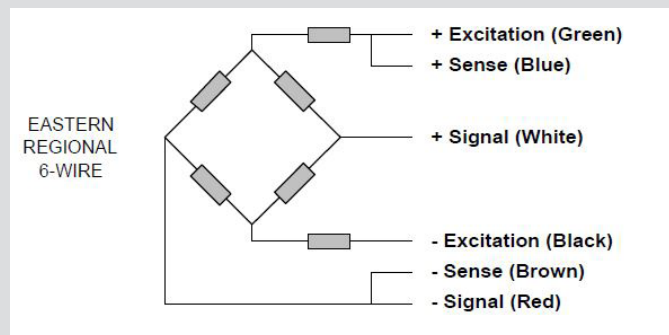 + Excitation (Green)
+ Sense (Blue)
EASTERN
REGIONAL
6-WIRE
+ Signal (White)
- Excitation (Black)
- Sense (Brown)
- Signal (Red)